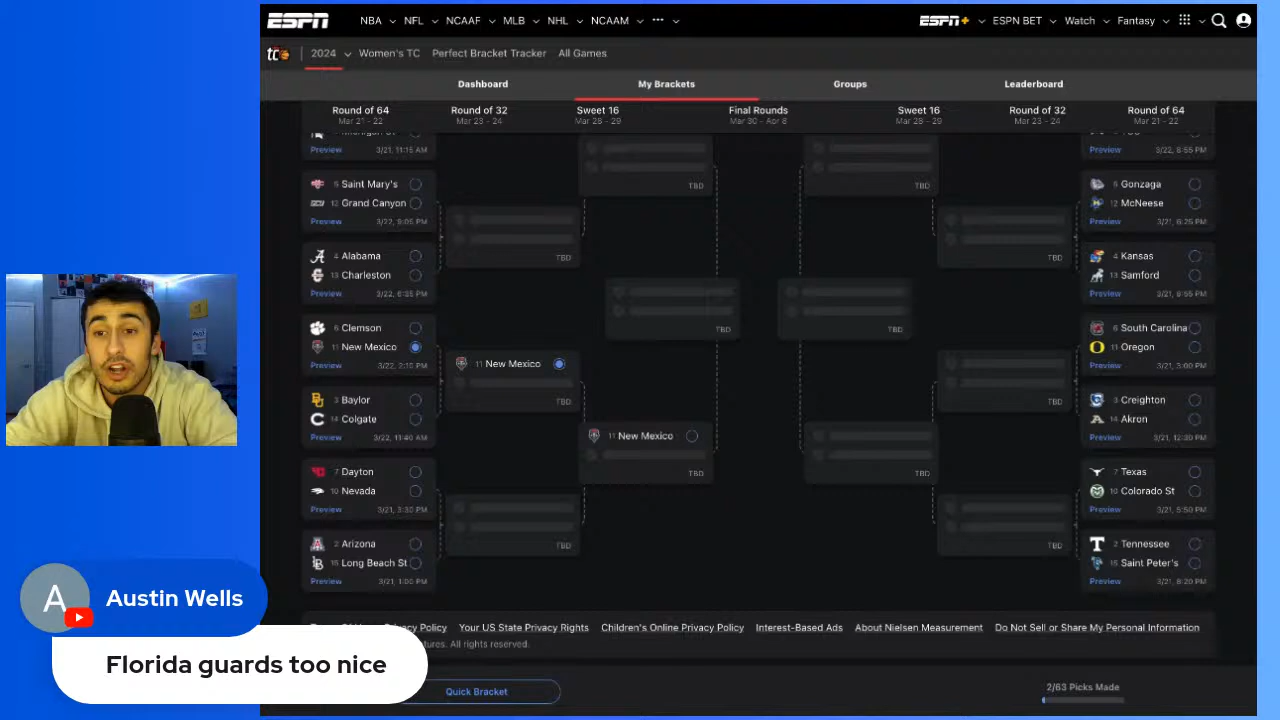 ESPN NBA NFL NCAAF MLB NHL NCAAM ESPN+ ESPN BET Watch Fantasy
tc 2024 Women's TC Perfect Bracket Tracker All Games
Dashboard My Brackets Groups Leaderboard
Round of 64 Round of 32 Sweet 16 Final Rounds Sweet 16 Round of 32 Round of 64
Mar 21 - 22 Mar 23 - 24 Mar 28 - 29 Mar 30 - Apr 8 Mar 28 - 29 Mar 23 - 24 Mar 21 - 22
Preview 3/21, 11:15 AM
5 Saint Mary's
12 Grand Canyon
Preview 3/22, 9:05 PM
4 Alabama
13 Charleston
Preview 3/22, 6:35 PM
6 Clemson
11 New Mexico
Preview 3/22, 2:10 PM
3 Baylor
14 Colgate
Preview 3/22, 11:40 AM
7 Dayton
10 Nevada
Preview 3/21, 3:30 PM
2 Arizona
15 Long Beach St
Preview 3/21, 1:00 PM
TBD
11 New Mexico
TBD
TBD
TBD
TBD
11 New Mexico
TBD
TBD
TBD
TBD
TBD
TBD
TBD
TBD
Preview 3/22, 8:55 PM
5 Gonzaga
12 McNeese
Preview 3/21, 6:25 PM
4 Kansas
13 Samford
Preview 3/21, 8:55 PM
6 South Carolina
11 Oregon
Preview 3/21, 3:00 PM
3 Creighton
14 Akron
Preview 3/21, 12:30 PM
7 Texas
10 Colorado St
Preview 3/21, 5:50 PM
2 Tennessee
15 Saint Peter's
Preview 3/21, 8:20 PM
Privacy Policy Your US State Privacy Rights Children's Online Privacy Policy Interest-Based Ads About Nielsen Measurement Do Not Sell or Share My Personal Information
All rights reserved.
Quick Bracket
2/63 Picks Made
A
Austin Wells
Florida guards too nice